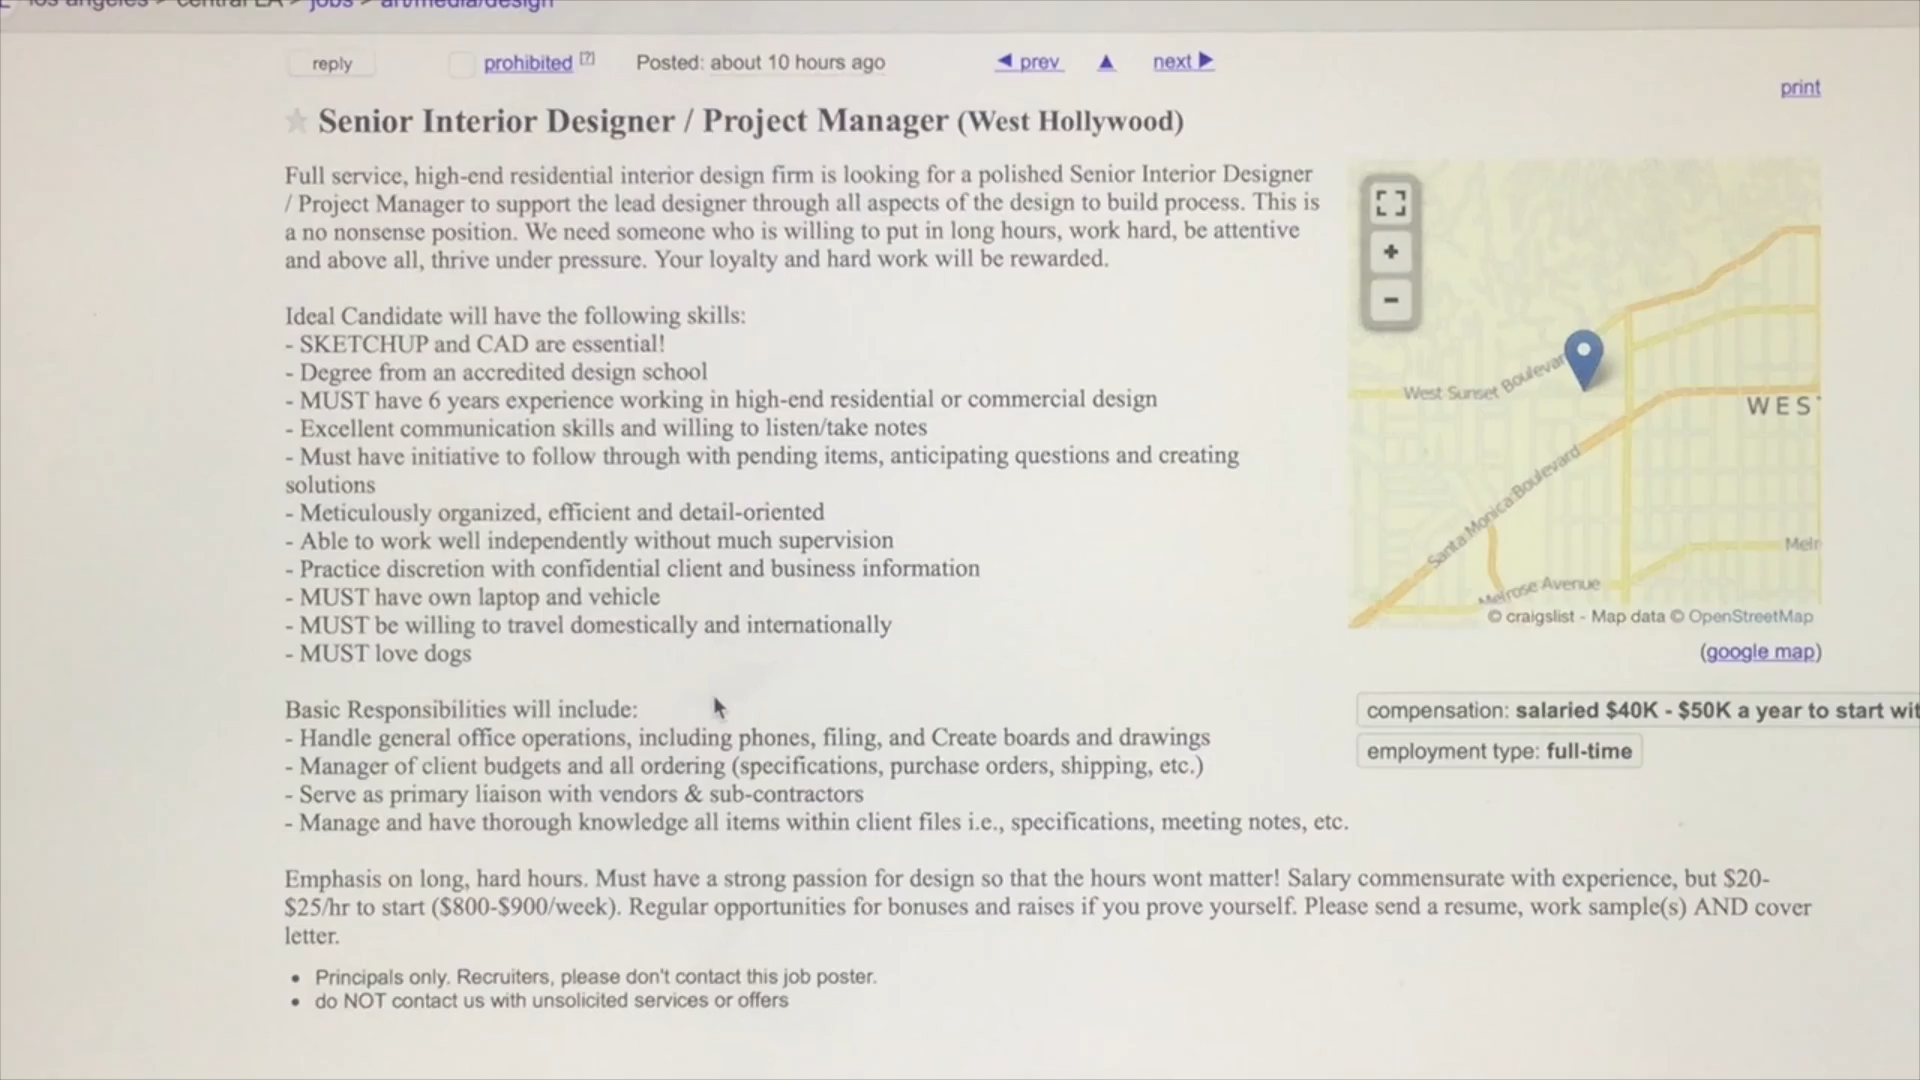 los angeles > central LA > jobs > art/media/design
reply
prohibited [?]
Posted: about 10 hours ago
◀ prev ▲ next ▶
print
★ Senior Interior Designer / Project Manager (West Hollywood)
Full service, high-end residential interior design firm is looking for a polished Senior Interior Designer
/ Project Manager to support the lead designer through all aspects of the design to build process. This is
a no nonsense position. We need someone who is willing to put in long hours, work hard, be attentive
and above all, thrive under pressure. Your loyalty and hard work will be rewarded.
Ideal Candidate will have the following skills:
- SKETCHUP and CAD are essential!
- Degree from an accredited design school
- MUST have 6 years experience working in high-end residential or commercial design
- Excellent communication skills and willing to listen/take notes
- Must have initiative to follow through with pending items, anticipating questions and creating
solutions
- Meticulously organized, efficient and detail-oriented
- Able to work well independently without much supervision
- Practice discretion with confidential client and business information
- MUST have own laptop and vehicle
- MUST be willing to travel domestically and internationally
- MUST love dogs
Basic Responsibilities will include:
- Handle general office operations, including phones, filing, and Create boards and drawings
- Manager of client budgets and all ordering (specifications, purchase orders, shipping, etc.)
- Serve as primary liaison with vendors & sub-contractors
- Manage and have thorough knowledge all items within client files i.e., specifications, meeting notes, etc.
Emphasis on long, hard hours. Must have a strong passion for design so that the hours wont matter! Salary commensurate with experience, but $20-
$25/hr to start ($800-$900/week). Regular opportunities for bonuses and raises if you prove yourself. Please send a resume, work sample(s) AND cover
letter.
• Principals only. Recruiters, please don't contact this job poster.
• do NOT contact us with unsolicited services or offers
+
-
West Sunset Boulevar
WES
Santa Monica Boulevard
Melr
Melrose Avenue
© craigslist - Map data © OpenStreetMap
(google map)
compensation: salaried $40K - $50K a year to start wit
employment type: full-time